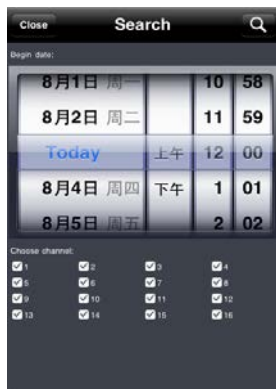 Close Search
Begin date:
8月1日 周一 10 58
8月2日 周二 11 59
Today 上午 12 00
8月4日 周四 下午 1 01
8月5日 周五 2 02
Choose channel:
1 2 3 4
5 6 7 8
9 10 11 12
13 14 15 16